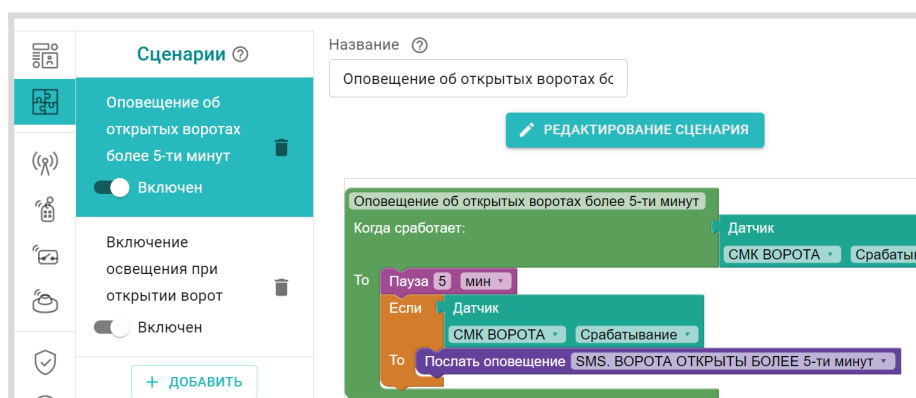 Сценарии ?
Оповещение об
открытых воротах
более 5-ти минут
Включен
Включение
освещения при
открытии ворот
Включен
+ ДОБАВИТЬ
Название ?
Оповещение об открытых воротах бо
РЕДАКТИРОВАНИЕ СЦЕНАРИЯ
Оповещение об открытых воротах более 5-ти минут
Когда сработает:
Датчик
СМК ВОРОТА Срабаты
То Пауза 5 мин
Если Датчик
СМК ВОРОТА Срабатывание
То Послать оповещение SMS. ВОРОТА ОТКРЫТЫ БОЛЕЕ 5-ти минут